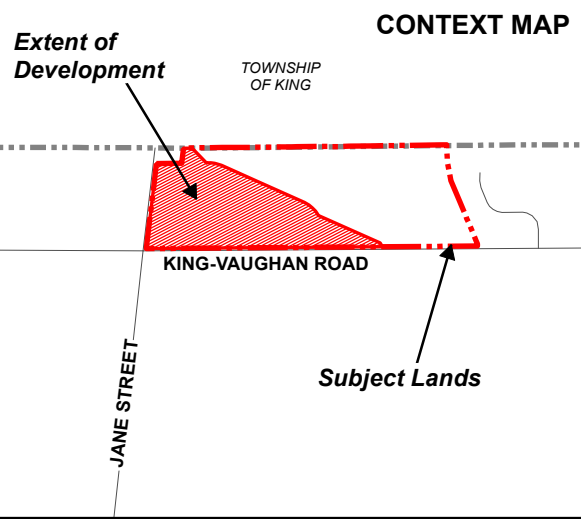 CONTEXT MAP
Extent of
Development
TOWNSHIP
OF KING
KING-VAUGHAN ROAD
Subject Lands
JANE STREET